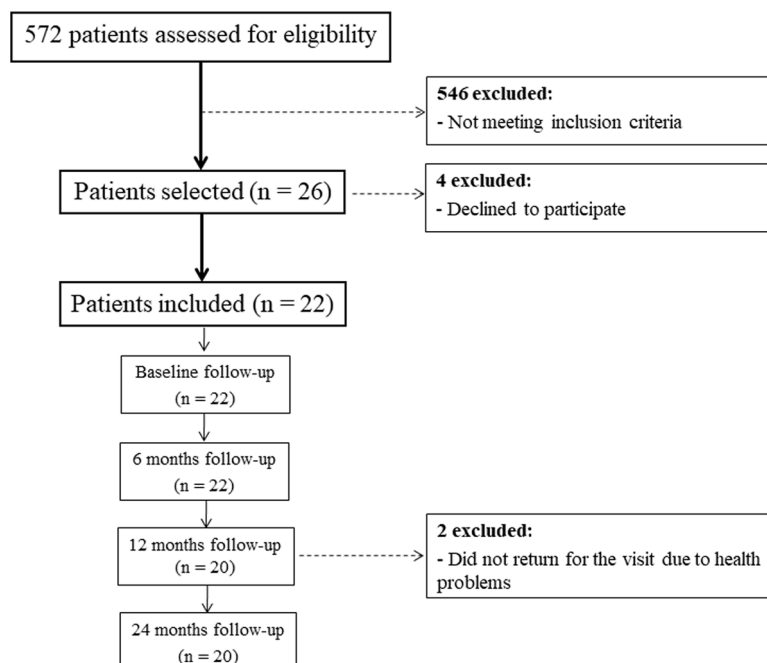 572 patients assessed for eligibility
546 excluded:
- Not meeting inclusion criteria
Patients selected (n = 26)
4 excluded:
- Declined to participate
Patients included (n = 22)
Baseline follow-up
(n = 22)
6 months follow-up
(n = 22)
12 months follow-up
(n = 20)
2 excluded:
- Did not return for the visit due to health
problems
24 months follow-up
(n = 20)